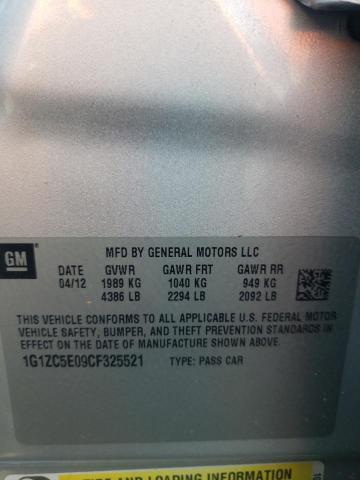 GM
MFD BY GENERAL MOTORS LLC
DATE GVWR GAWR FRT GAWR RR
04/12 1989 KG 1040 KG 949 KG
4386 LB 2294 LB 2092 LB
THIS VEHICLE CONFORMS TO ALL APPLICABLE U.S. FEDERAL MOTOR
VEHICLE SAFETY, BUMPER, AND THEFT PREVENTION STANDARDS
IN EFFECT ON THE DATE OF MANUFACTURE SHOWN ABOVE.
1G1ZC5E09CF325521 TYPE: PASS CAR
TIRE AND LOADING INFORMATION